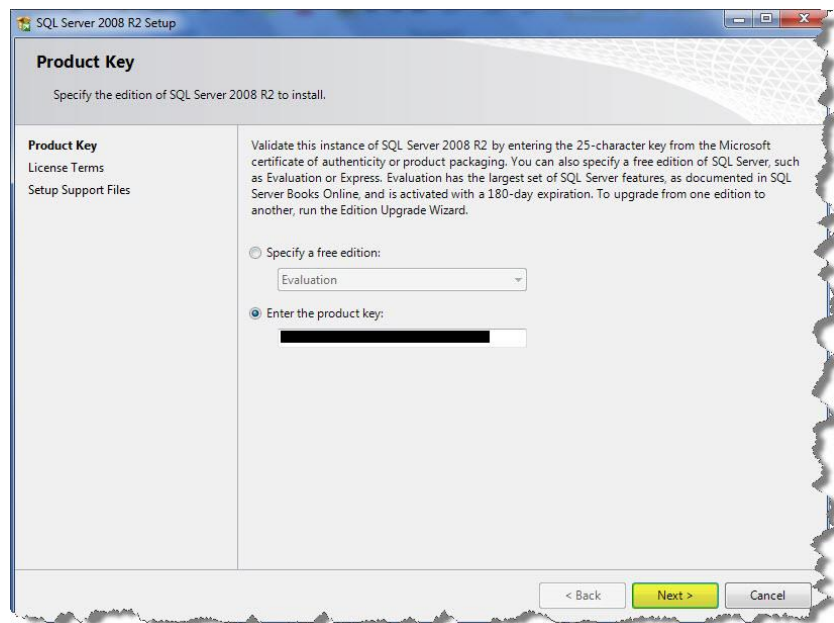 SQL Server 2008 R2 Setup
Product Key
Specify the edition of SQL Server 2008 R2 to install.
Product Key
License Terms
Setup Support Files
Validate this instance of SQL Server 2008 R2 by entering the 25-character key from the Microsoft
certificate of authenticity or product packaging. You can also specify a free edition of SQL Server, such
as Evaluation or Express. Evaluation has the largest set of SQL Server features, as documented in SQL
Server Books Online, and is activated with a 180-day expiration. To upgrade from one edition to
another, run the Edition Upgrade Wizard.
Specify a free edition:
Evaluation
Enter the product key:
< Back
Next >
Cancel